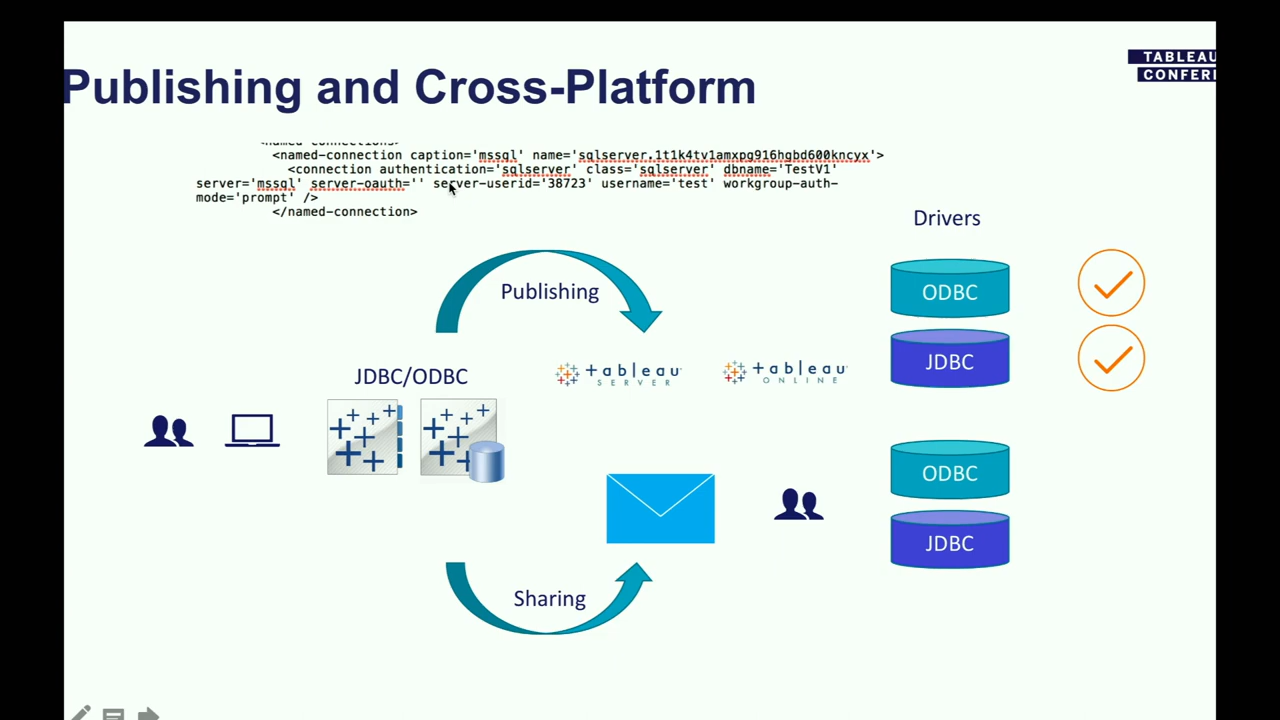 TABLEAU
Publishing and Cross-Platform
CONFERE
<named-connections>
<named-connection caption='mssql' name='sqlserver.1t1k4tv1amxpg916hgbd600kncyx'>
<connection authentication='sqlserver' class='sqlserver' dbname='TestV1'
server='mssql' server-oauth='' server-userid='38723' username='test' workgroup-auth-
mode='prompt' />
</named-connection>
Drivers
Publishing
ODBC
JDBC
JDBC/ODBC
+ a b l e a u
SERVER
+ a b l e a u
ONLINE
ODBC
JDBC
Sharing